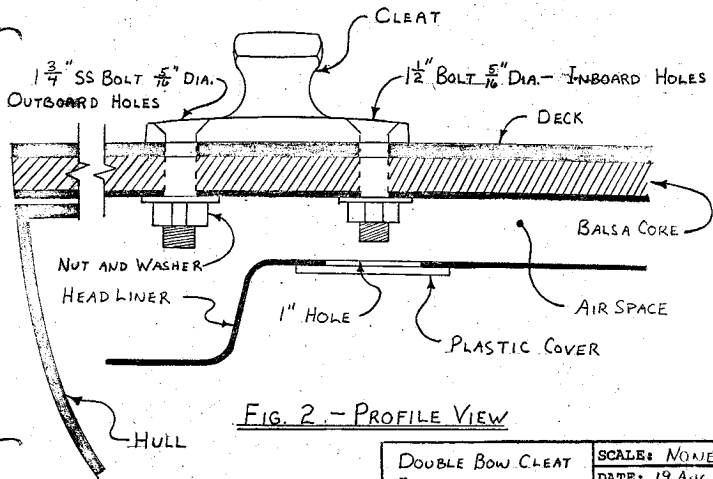 CLEAT
1 3/4" SS BOLT 5/16" DIA.
OUTBOARD HOLES
1 1/2" BOLT 5/16" DIA. - INBOARD HOLES
DECK
BALSA CORE
NUT AND WASHER
HEAD LINER
1" HOLE
AIR SPACE
PLASTIC COVER
HULL
FIG. 2 - PROFILE VIEW
DOUBLE BOW CLEAT
SCALE: NONE
DATE: 19